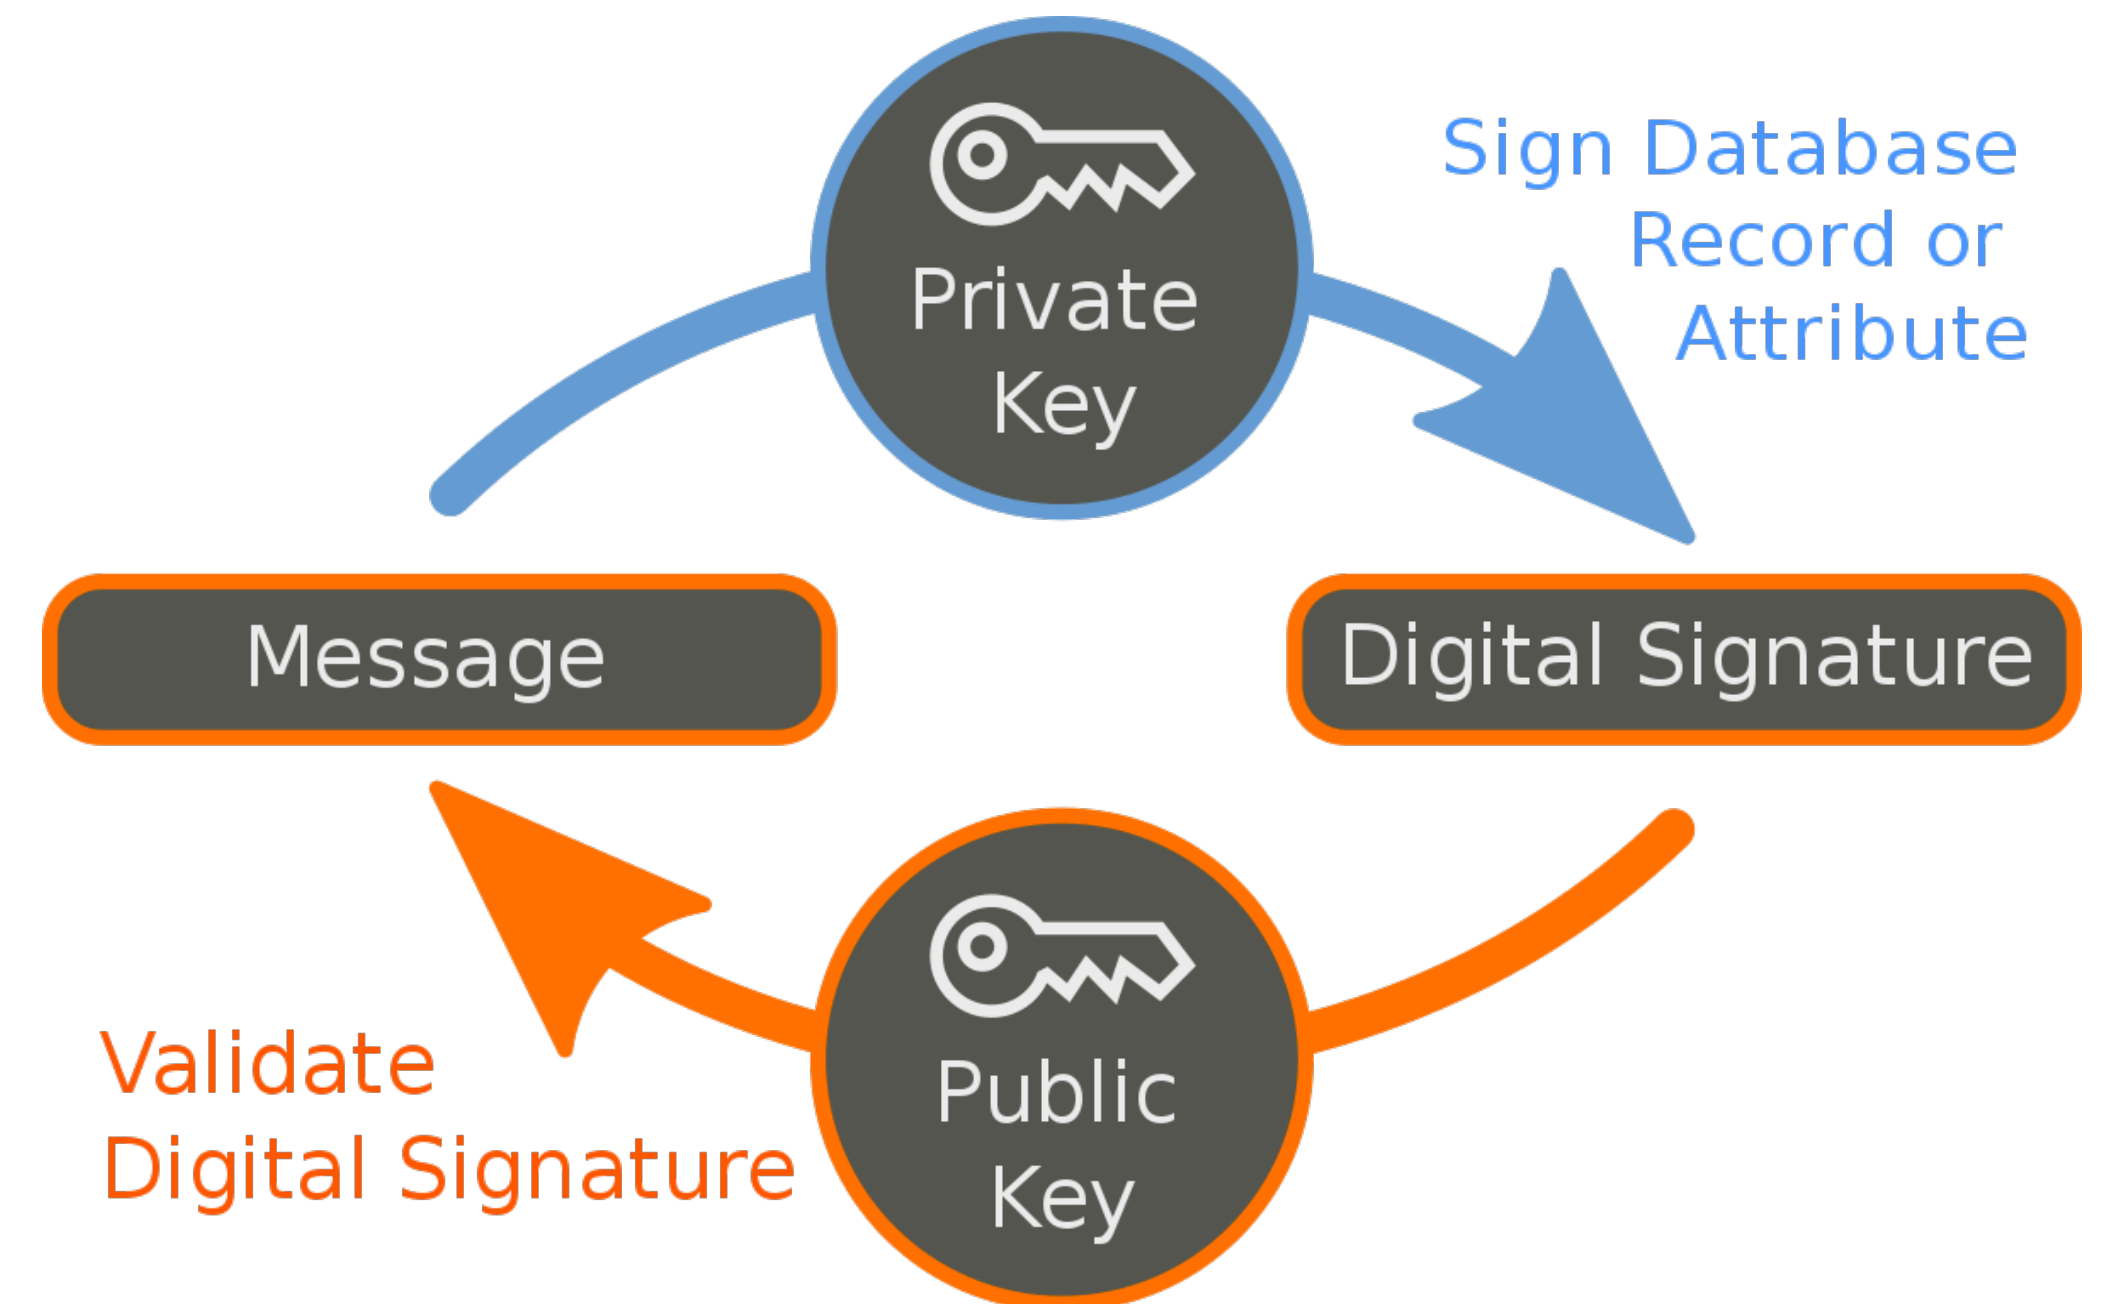 Private
Key
Sign Database
Record or
Attribute
Message
Digital Signature
Validate
Digital Signature
Public
Key